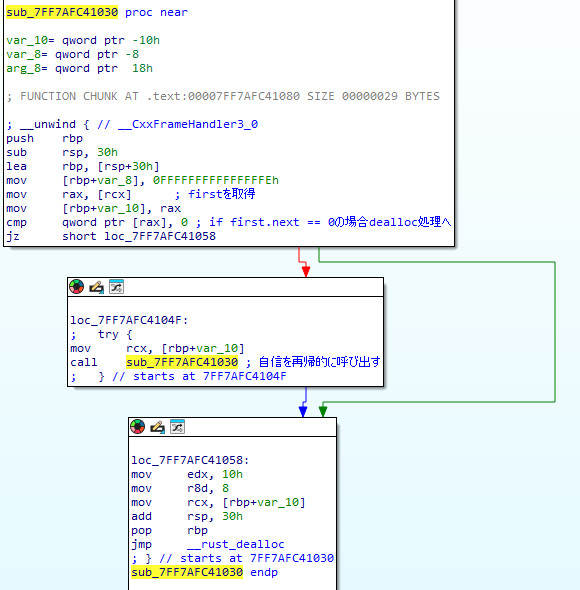 sub_7FF7AFC41030 proc near
var_10= qword ptr -10h
var_8= qword ptr -8
arg_8= qword ptr  18h
; FUNCTION CHUNK AT .text:00007FF7AFC41080 SIZE 00000029 BYTES
; __unwind { // __CxxFrameHandler3_0
push    rbp
sub     rsp, 30h
lea     rbp, [rsp+30h]
mov     [rbp+var_8], 0FFFFFFFFFFFFFFFEh
mov     rax, [rcx]      ; firstを取得
mov     [rbp+var_10], rax
cmp     qword ptr [rax], 0 ; if first.next == 0の場合dealloc処理へ
jz      short loc_7FF7AFC41058
loc_7FF7AFC4104F:
;   try {
mov     rcx, [rbp+var_10]
call    sub_7FF7AFC41030 ; 自信を再帰的に呼び出す
;   } // starts at 7FF7AFC4104F
loc_7FF7AFC41058:
mov     edx, 10h
mov     r8d, 8
mov     rcx, [rbp+var_10]
add     rsp, 30h
pop     rbp
jmp     __rust_dealloc
; } // starts at 7FF7AFC41030
sub_7FF7AFC41030 endp